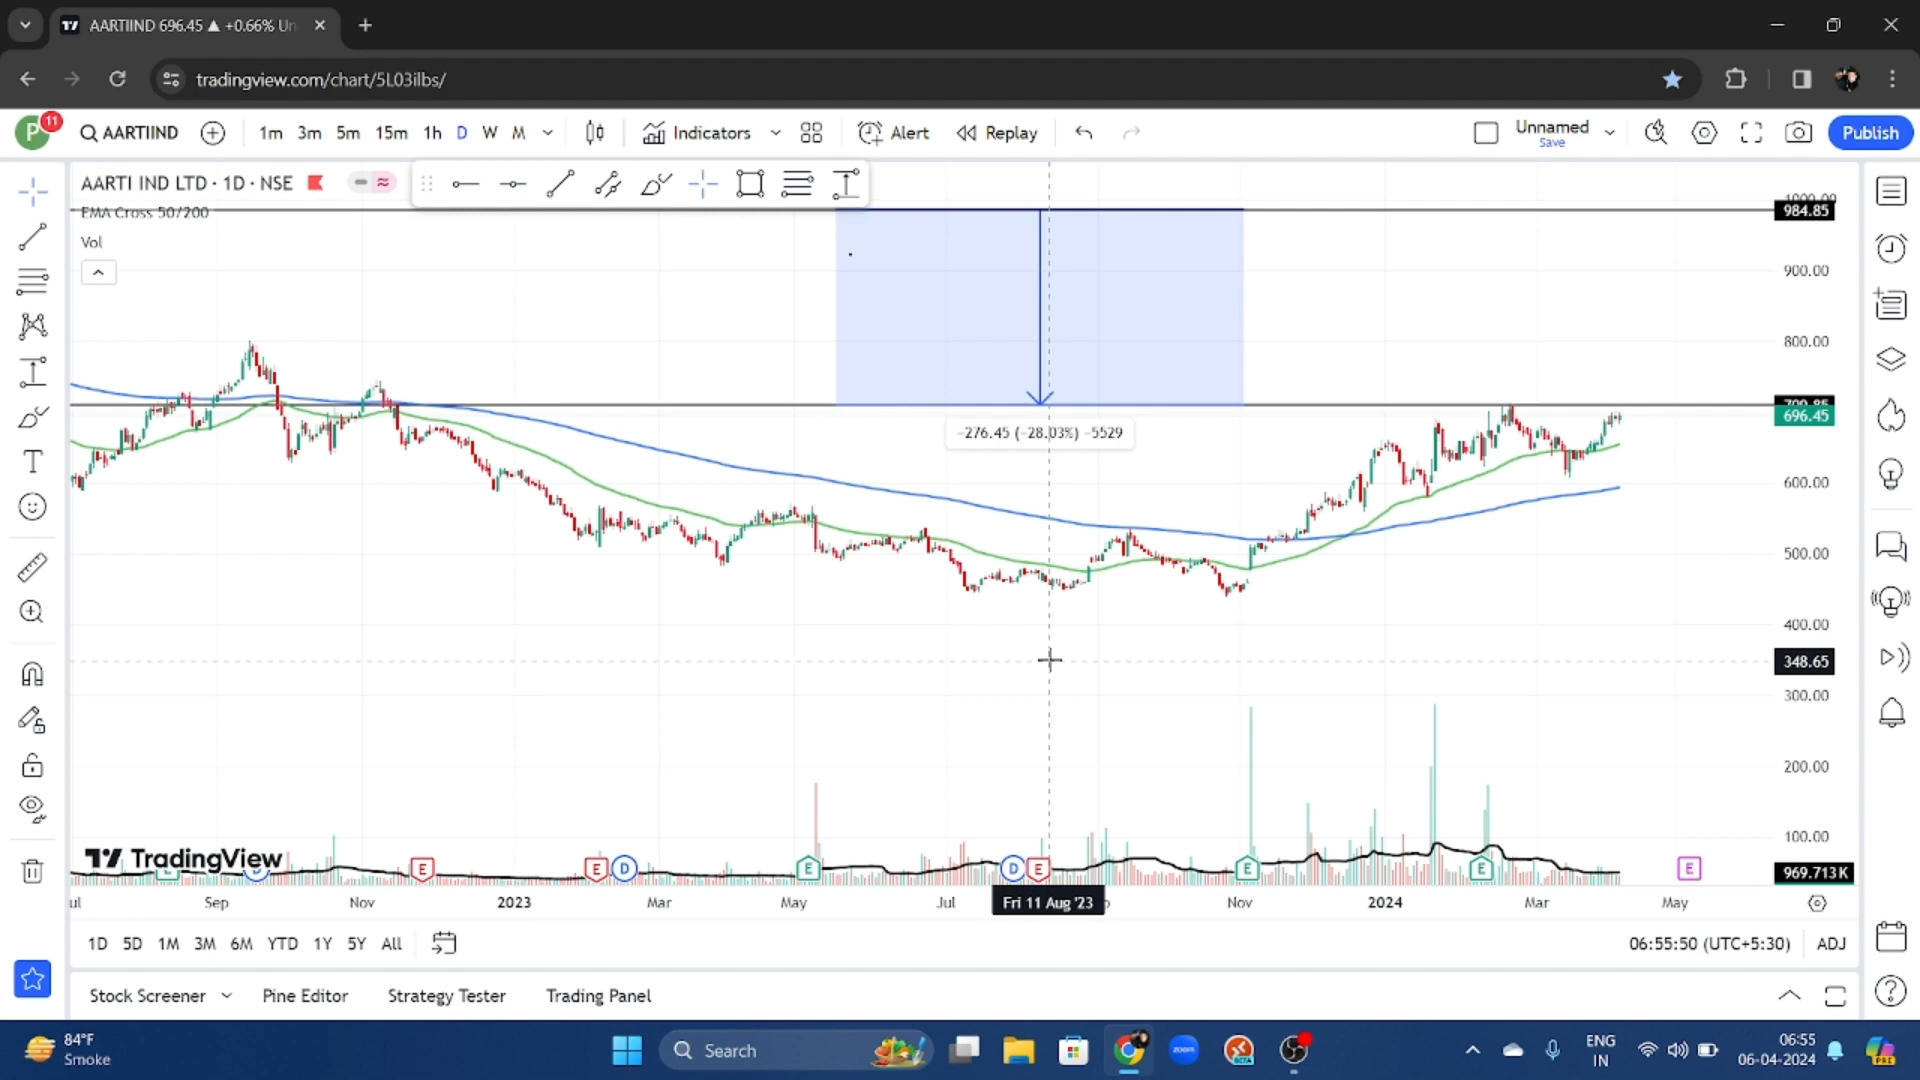 AARTIIND 696.45 ▲ +0.66% Un
tradingview.com/chart/5L03ilbs/
P
11
AARTIIND
1m 3m 5m 15m 1h D W M
Indicators
Alert
Replay
Unnamed
Save
Publish
AARTI IND LTD · 1D · NSE
EMA Cross 50/200
Vol
984.85
900.00
800.00
696.45
600.00
500.00
400.00
348.65
300.00
200.00
100.00
969.713K
−276.45 (−28.03%) −5529
TradingView
E D E E D E D E E E E
Sep Nov 2023 Mar May Jul Fri 11 Aug '23 Nov 2024 Mar May
1D 5D 1M 3M 6M YTD 1Y 5Y All
06:55:50 (UTC+5:30) ADJ
Stock Screener Pine Editor Strategy Tester Trading Panel
84°F
Smoke
Search
zoom
BETA
ENG
IN
06:55
06-04-2024
PRE